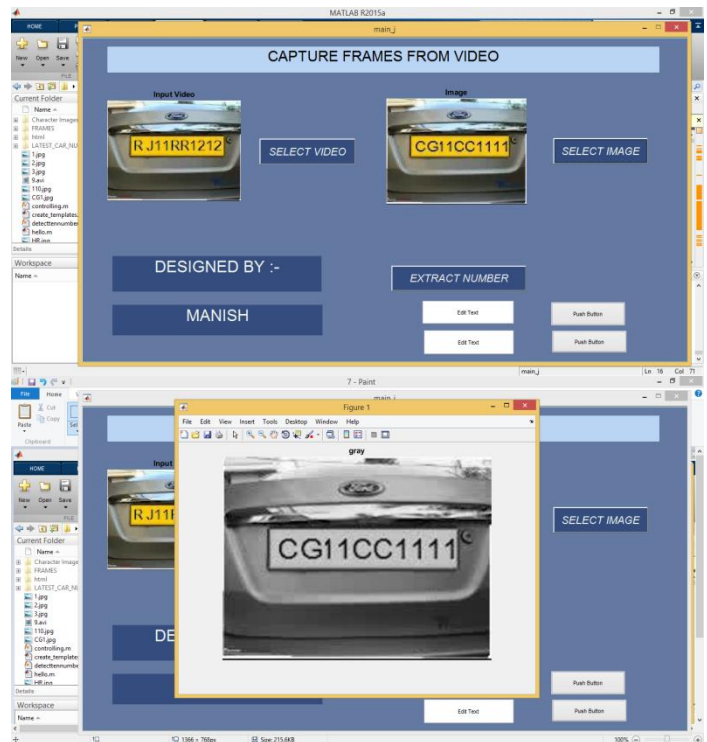 MATLAB R2015a
HOME
main_j
New Open Save
FILE
CAPTURE FRAMES FROM VIDEO
Current Folder
Name
Character Images
FRAMES
html
LATEST_CAR_NU
1.jpg
2.jpg
3.jpg
9.avi
110.jpg
CG1.jpg
controlling.m
create_templates.
detecttennumber
hello.m
HR.jpg
Details
Workspace
Name
Input Video
RJ11RR1212
SELECT VIDEO
Image
CG11CC1111
SELECT IMAGE
DESIGNED BY :-
MANISH
EXTRACT NUMBER
Edit Text
Push Button
Edit Text
Push Button
main_j
Ln 16 Col 71
7 - Paint
File Home
Cut
Copy
Paste
Clipboard
main_j
Figure 1
File Edit View Insert Tools Desktop Window Help
gray
Ford
CG11CC1111
HOME
New Open Save
FILE
Current Folder
Name
Character Image
FRAMES
html
LATEST_CAR_NU
1.jpg
2.jpg
3.jpg
9.avi
110.jpg
CG1.jpg
controlling.m
create_templates
detecttennumbe
hello.m
HR.jpg
Details
Workspace
Name
Input
RJ11R
SELECT IMAGE
DE
Push Button
Edit Text
Push Button
1366 × 768px
Size: 215.6KB
100%